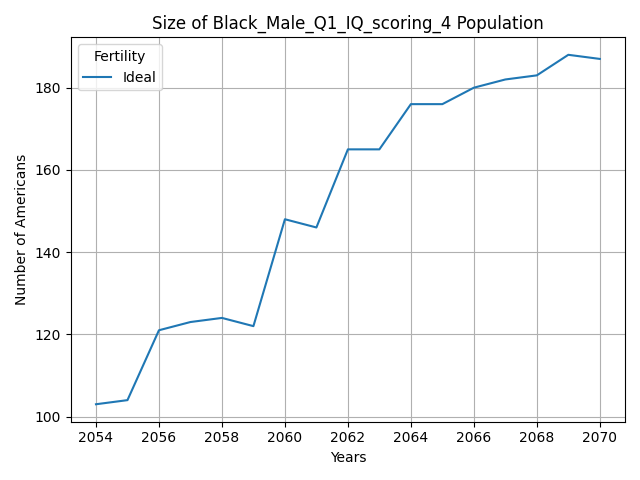 Size of Black_Male_Q1_IQ_scoring_4 Population
Fertility
Ideal
Number of Americans
180
160
140
120
100
2054 2056 2058 2060 2062 2064 2066 2068 2070
Years